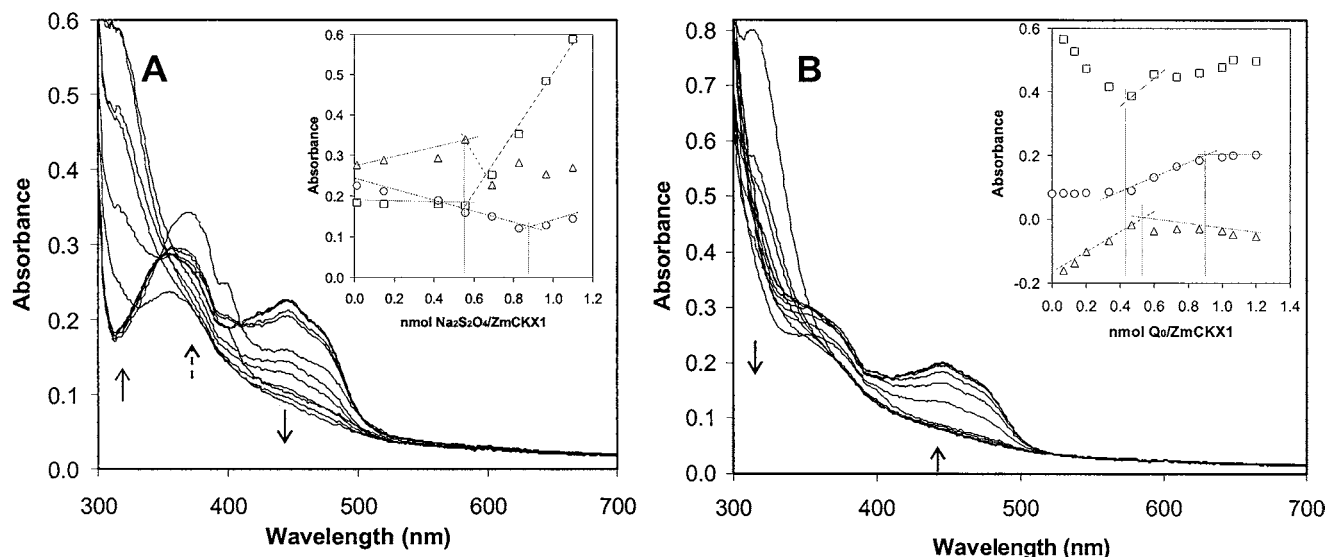 A
0.6
0.5
0.4
0.3
0.2
0.1
0.0
Absorbance
300 400 500 600 700
Wavelength (nm)
0.6
0.5
0.4
0.3
0.2
0.1
0.0
Absorbance
0.0 0.2 0.4 0.6 0.8 1.0 1.2
nmol Na₂S₂O₄/ZmCKX1
B
0.8
0.7
0.6
0.5
0.4
0.3
0.2
0.1
0.0
Absorbance
300 400 500 600 700
Wavelength (nm)
0.6
0.4
0.2
0.0
-0.2
Absorbance
0.0 0.2 0.4 0.6 0.8 1.0 1.2 1.4
nmol Q₀/ZmCKX1